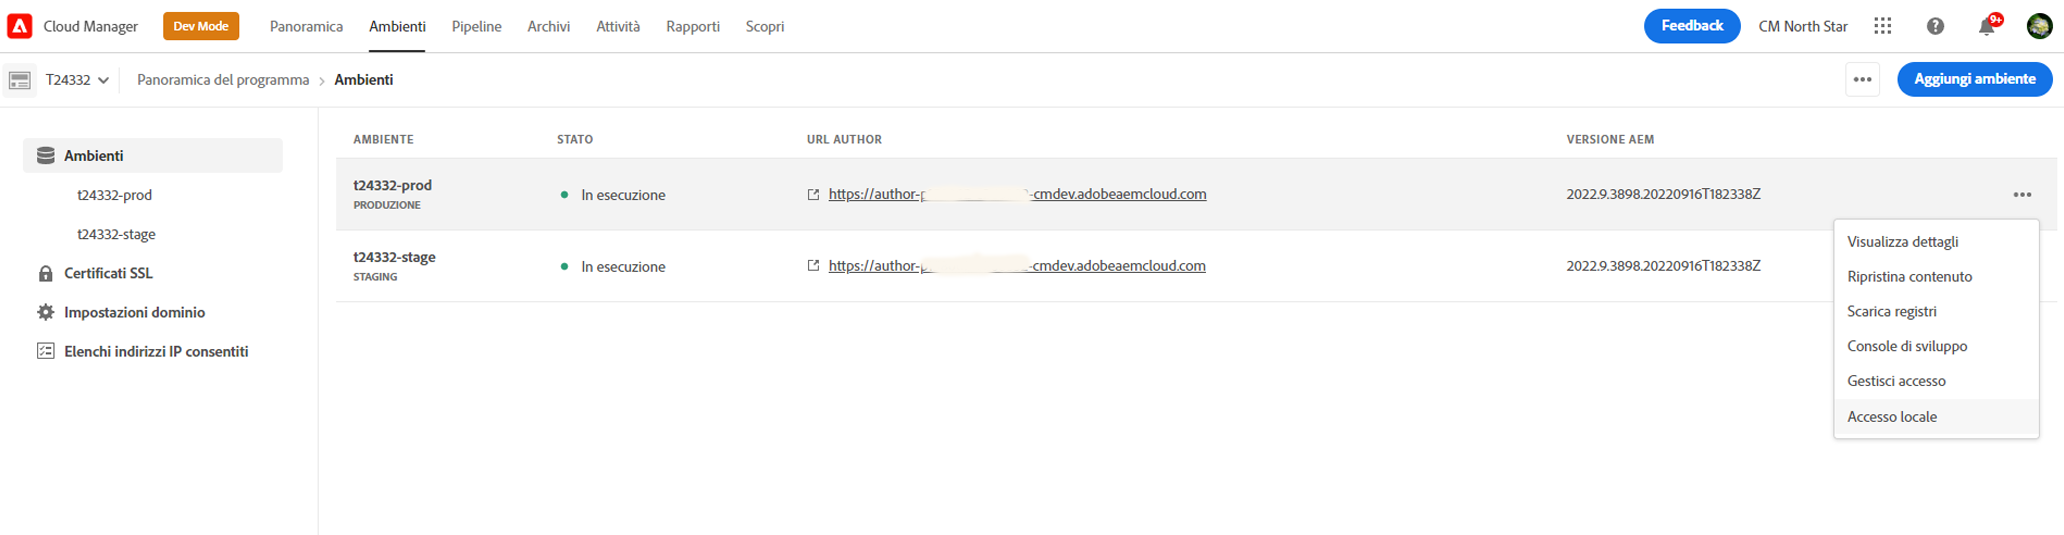 Cloud Manager Dev Mode Panoramica Ambienti Pipeline Archivi Attività Rapporti Scopri Feedback CM North Star 9+
T24332 Panoramica del programma > Ambienti ••• Aggiungi ambiente
Ambienti
t24332-prod
t24332-stage
Certificati SSL
Impostazioni dominio
Elenchi indirizzi IP consentiti
AMBIENTE STATO URL AUTHOR VERSIONE AEM
t24332-prod
PRODUZIONE
In esecuzione https://author-p -cmdev.adobeaemcloud.com 2022.9.3898.20220916T182338Z •••
t24332-stage
STAGING
In esecuzione https://author-p -cmdev.adobeaemcloud.com 2022.9.3898.20220916T182338Z
Visualizza dettagli
Ripristina contenuto
Scarica registri
Console di sviluppo
Gestisci accesso
Accesso locale